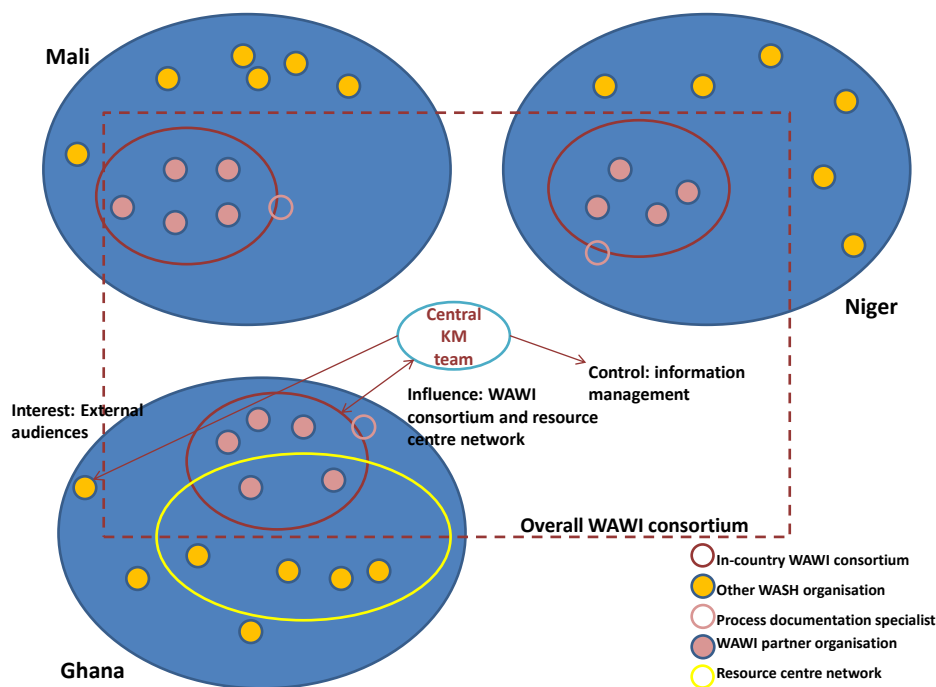 Mali
Niger
Central
KM
team
Control: information
management
Interest: External
audiences
Influence: WAWI
consortium and resource
centre network
Overall WAWI consortium
Ghana
In-country WAWI consortium
Other WASH organisation
Process documentation specialist
WAWI partner organisation
Resource centre network